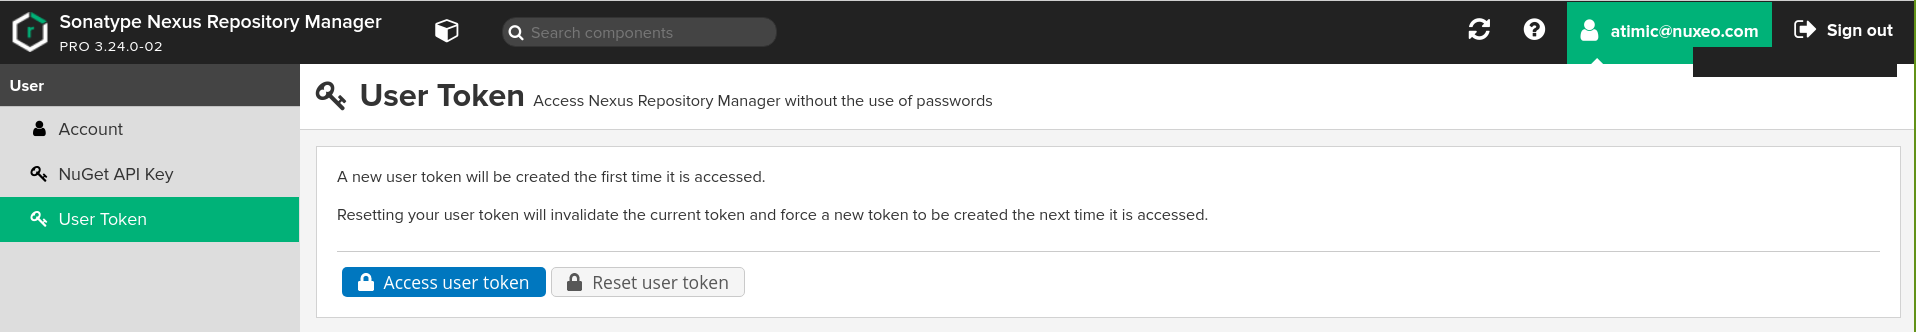 Sonatype Nexus Repository Manager
PRO 3.24.0-02
Search components
atimic@nuxeo.com
Sign out
User
Account
NuGet API Key
User Token
User Token Access Nexus Repository Manager without the use of passwords
A new user token will be created the first time it is accessed.
Resetting your user token will invalidate the current token and force a new token to be created the next time it is accessed.
Access user token
Reset user token